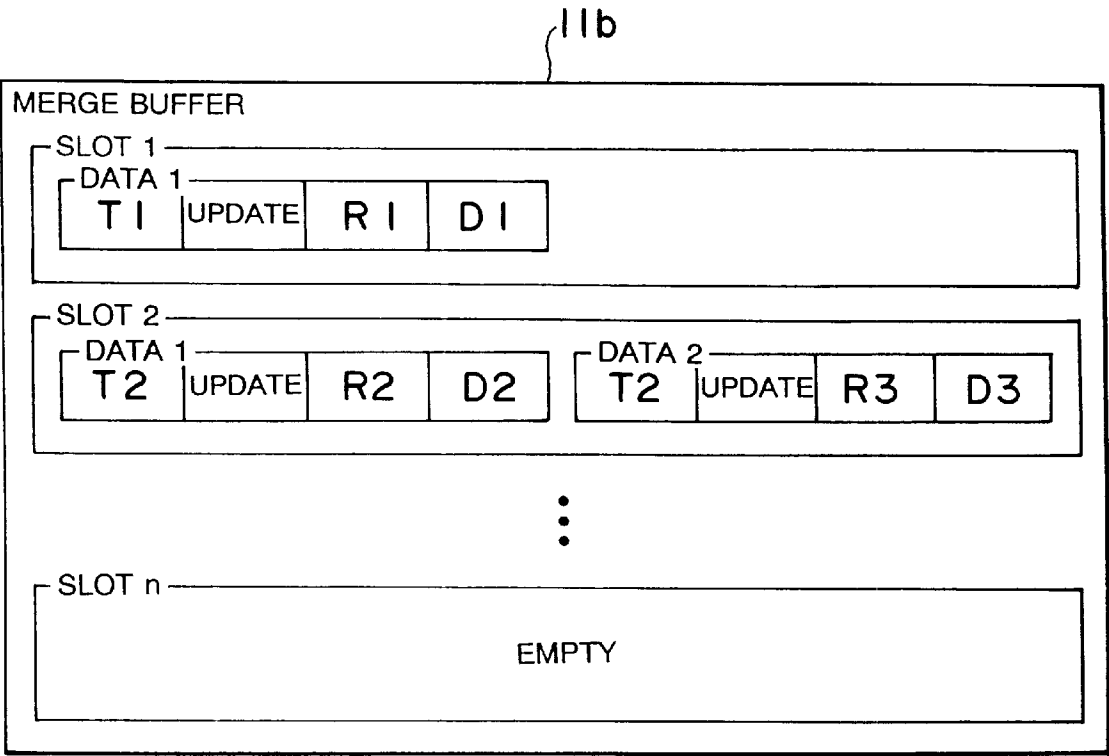 11b
MERGE BUFFER
SLOT 1
DATA 1
T1 UPDATE R1 D1
SLOT 2
DATA 1 DATA 2
T2 UPDATE R2 D2 T2 UPDATE R3 D3
SLOT n
EMPTY